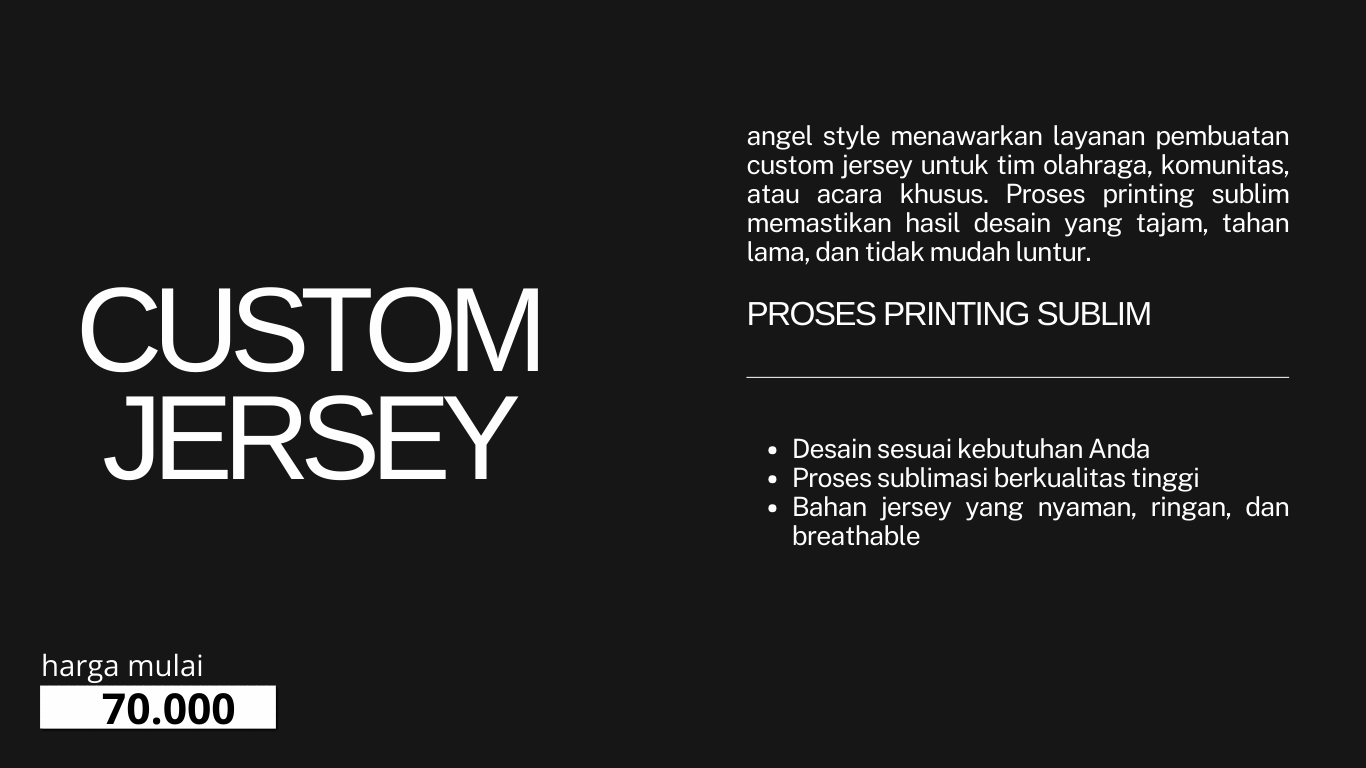 CUSTOM
JERSEY
harga mulai
70.000
angel style menawarkan layanan pembuatan
custom jersey untuk tim olahraga, komunitas,
atau acara khusus. Proses printing sublim
memastikan hasil desain yang tajam, tahan
lama, dan tidak mudah luntur.
PROSES PRINTING SUBLIM
• Desain sesuai kebutuhan Anda
• Proses sublimasi berkualitas tinggi
• Bahan jersey yang nyaman, ringan, dan
breathable